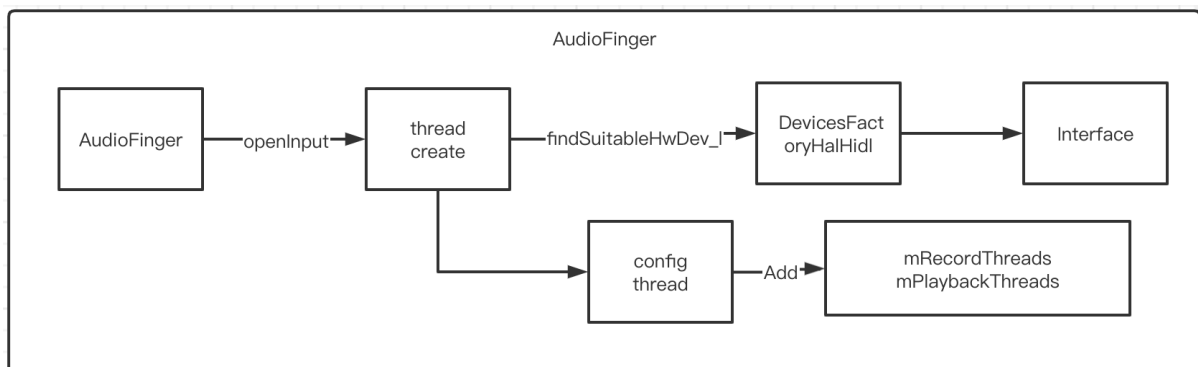 AudioFinger
AudioFinger
openInput
thread
create
findSuitableHwDev_l
DevicesFact
oryHalHidl
Interface
config
thread
Add
mRecordThreads
mPlaybackThreads